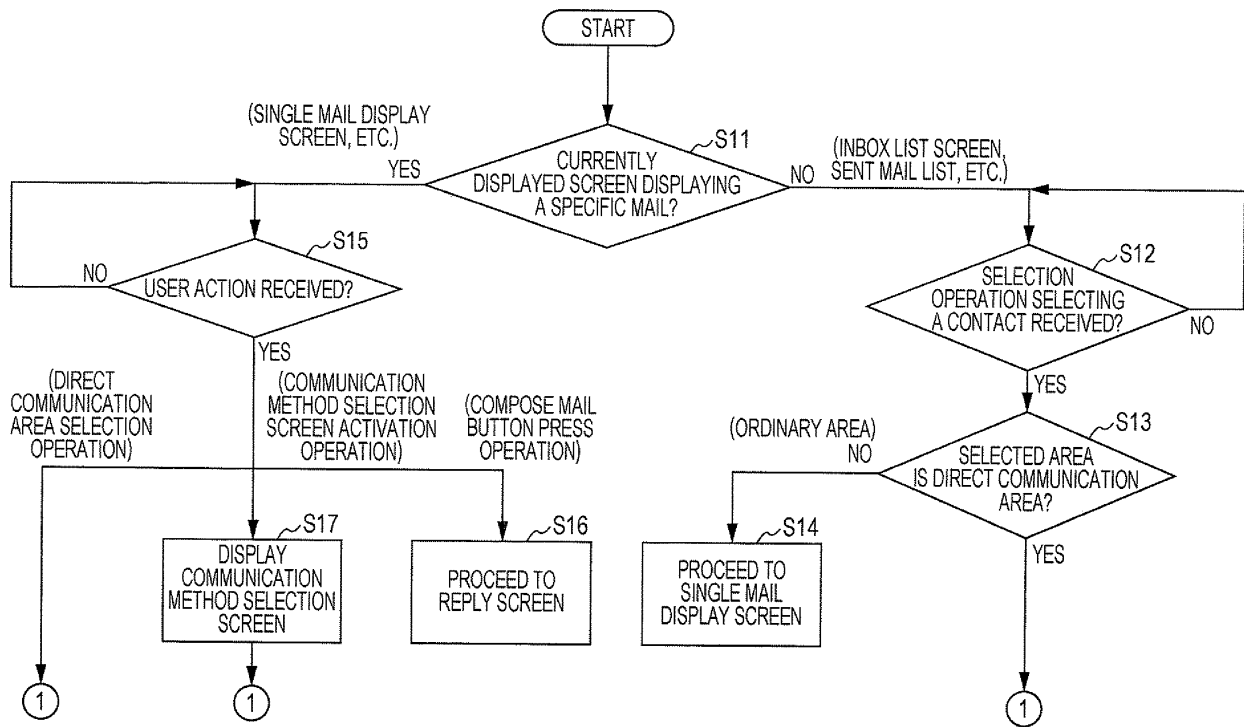 START
(SINGLE MAIL DISPLAY
SCREEN, ETC.)
YES
S11
CURRENTLY
DISPLAYED SCREEN DISPLAYING
A SPECIFIC MAIL?
NO
(INBOX LIST SCREEN,
SENT MAIL LIST, ETC.)
S15
NO
USER ACTION RECEIVED?
YES
S12
SELECTION
OPERATION SELECTING
A CONTACT RECEIVED?
NO
YES
(DIRECT
COMMUNICATION
AREA SELECTION
OPERATION)
(COMMUNICATION
METHOD SELECTION
SCREEN ACTIVATION
OPERATION)
(COMPOSE MAIL
BUTTON PRESS
OPERATION)
(ORDINARY AREA)
NO
S13
SELECTED AREA
IS DIRECT COMMUNICATION
AREA?
YES
S17
DISPLAY
COMMUNICATION
METHOD SELECTION
SCREEN
S16
PROCEED TO
REPLY SCREEN
S14
PROCEED TO
SINGLE MAIL
DISPLAY SCREEN
1
1
1